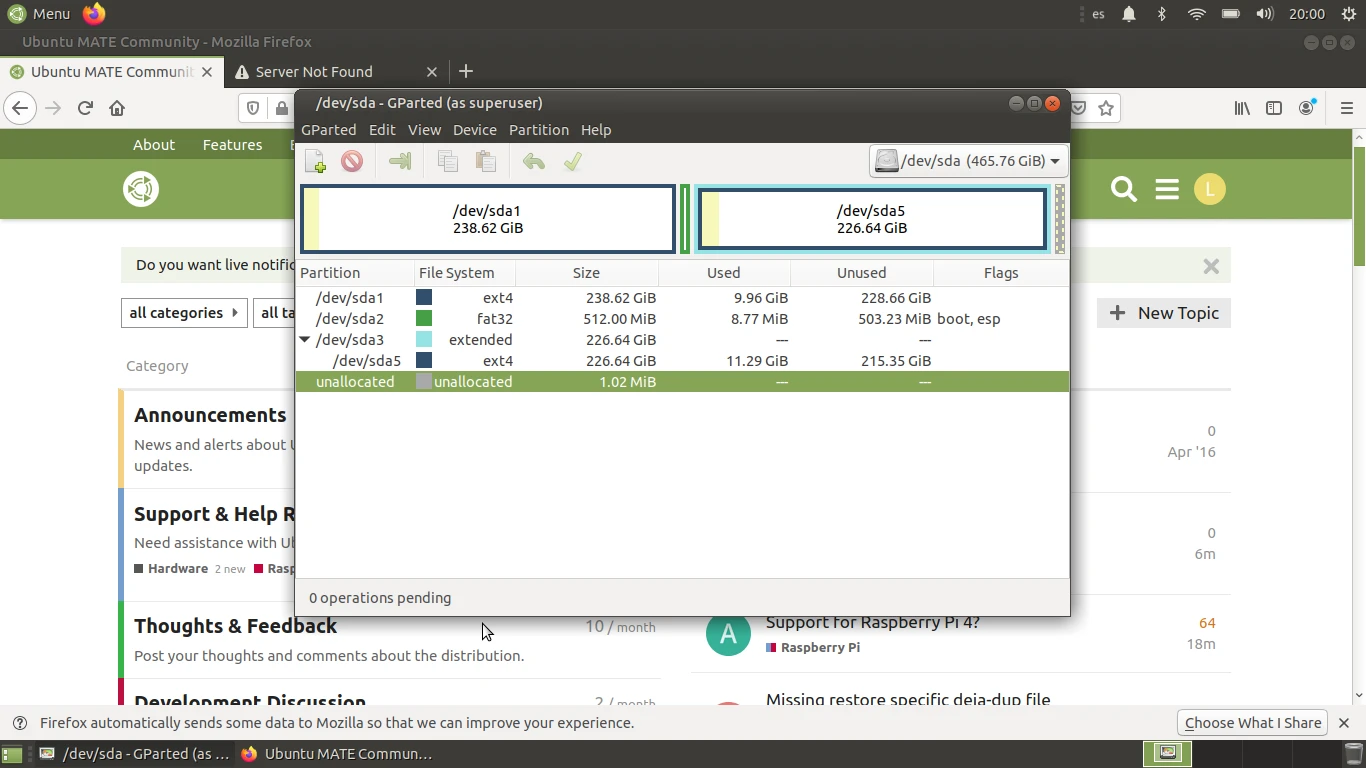 Menu
es
20:00
Ubuntu MATE Community - Mozilla Firefox
Ubuntu MATE Communit
Server Not Found
/dev/sda - GParted (as superuser)
GParted Edit View Device Partition Help
About Features
/dev/sda (465.76 GiB)
/dev/sda1
238.62 GiB
/dev/sda5
226.64 GiB
L
Partition File System Size Used Unused Flags
/dev/sda1 ext4 238.62 GiB 9.96 GiB 228.66 GiB
/dev/sda2 fat32 512.00 MiB 8.77 MiB 503.23 MiB boot, esp
/dev/sda3 extended 226.64 GiB --- ---
/dev/sda5 ext4 226.64 GiB 11.29 GiB 215.35 GiB
unallocated unallocated 1.02 MiB --- ---
0 operations pending
Do you want live notific
all categories all ta
New Topic
Category
Announcements
News and alerts about U
updates.
0
Apr '16
Support & Help R
Need assistance with Ub
Hardware 2 new Rasp
0
6m
Thoughts & Feedback 10 / month
Post your thoughts and comments about the distribution.
A
Support for Raspberry Pi 4?
Raspberry Pi
64
18m
Development Discussion 2 / month
Missing restore specific deja-dup file
Firefox automatically sends some data to Mozilla so that we can improve your experience.
Choose What I Share
/dev/sda - GParted (as ...
Ubuntu MATE Commun...